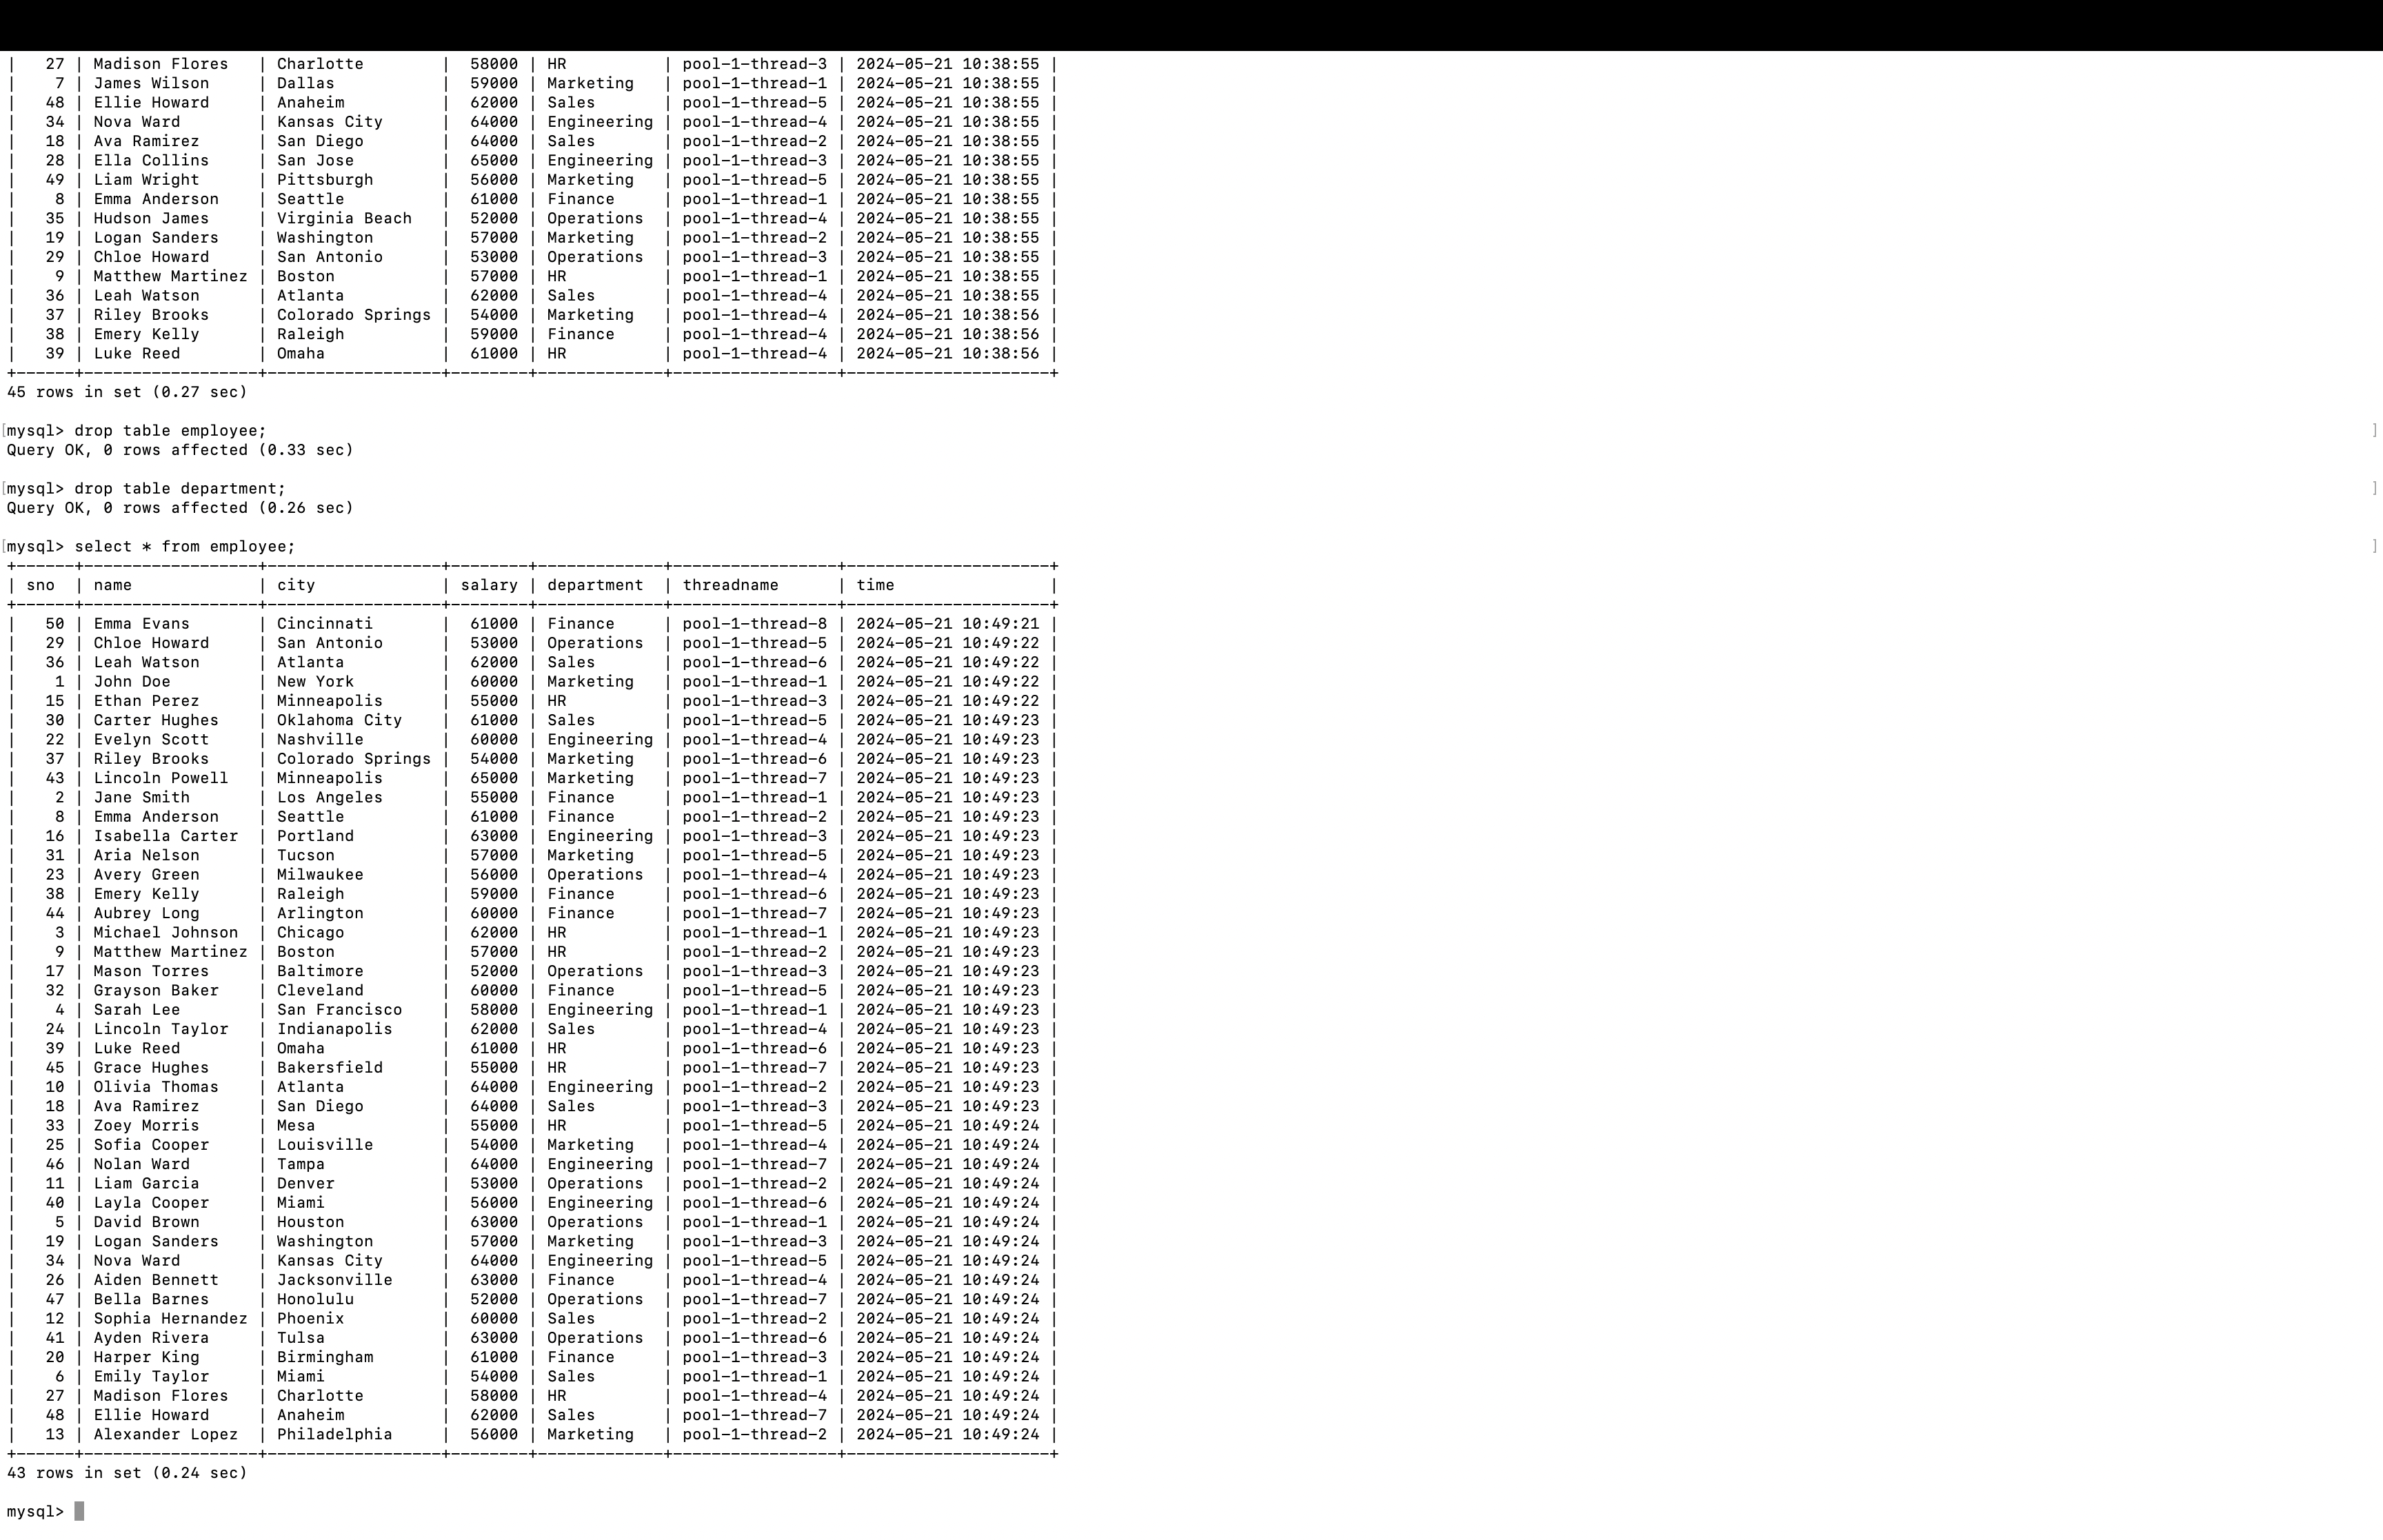 |   27 | Madison Flores   | Charlotte        |  58000 | HR          | pool-1-thread-3 | 2024-05-21 10:38:55 |
|    7 | James Wilson     | Dallas           |  59000 | Marketing   | pool-1-thread-1 | 2024-05-21 10:38:55 |
|   48 | Ellie Howard     | Anaheim          |  62000 | Sales       | pool-1-thread-5 | 2024-05-21 10:38:55 |
|   34 | Nova Ward        | Kansas City      |  64000 | Engineering | pool-1-thread-4 | 2024-05-21 10:38:55 |
|   18 | Ava Ramirez      | San Diego        |  64000 | Sales       | pool-1-thread-2 | 2024-05-21 10:38:55 |
|   28 | Ella Collins     | San Jose         |  65000 | Engineering | pool-1-thread-3 | 2024-05-21 10:38:55 |
|   49 | Liam Wright      | Pittsburgh       |  56000 | Marketing   | pool-1-thread-5 | 2024-05-21 10:38:55 |
|    8 | Emma Anderson    | Seattle          |  61000 | Finance     | pool-1-thread-1 | 2024-05-21 10:38:55 |
|   35 | Hudson James     | Virginia Beach   |  52000 | Operations  | pool-1-thread-4 | 2024-05-21 10:38:55 |
|   19 | Logan Sanders    | Washington       |  57000 | Marketing   | pool-1-thread-2 | 2024-05-21 10:38:55 |
|   29 | Chloe Howard     | San Antonio      |  53000 | Operations  | pool-1-thread-3 | 2024-05-21 10:38:55 |
|    9 | Matthew Martinez | Boston           |  57000 | HR          | pool-1-thread-1 | 2024-05-21 10:38:55 |
|   36 | Leah Watson      | Atlanta          |  62000 | Sales       | pool-1-thread-4 | 2024-05-21 10:38:55 |
|   37 | Riley Brooks     | Colorado Springs |  54000 | Marketing   | pool-1-thread-4 | 2024-05-21 10:38:56 |
|   38 | Emery Kelly      | Raleigh          |  59000 | Finance     | pool-1-thread-4 | 2024-05-21 10:38:56 |
|   39 | Luke Reed        | Omaha            |  61000 | HR          | pool-1-thread-4 | 2024-05-21 10:38:56 |
+------+------------------+------------------+--------+-------------+-----------------+---------------------+
45 rows in set (0.27 sec)
[mysql> drop table employee; ]
Query OK, 0 rows affected (0.33 sec)
[mysql> drop table department; ]
Query OK, 0 rows affected (0.26 sec)
[mysql> select * from employee; ]
+------+------------------+------------------+--------+-------------+-----------------+---------------------+
| sno  | name             | city             | salary | department  | threadname      | time                |
+------+------------------+------------------+--------+-------------+-----------------+---------------------+
|   50 | Emma Evans       | Cincinnati       |  61000 | Finance     | pool-1-thread-8 | 2024-05-21 10:49:21 |
|   29 | Chloe Howard     | San Antonio      |  53000 | Operations  | pool-1-thread-5 | 2024-05-21 10:49:22 |
|   36 | Leah Watson      | Atlanta          |  62000 | Sales       | pool-1-thread-6 | 2024-05-21 10:49:22 |
|    1 | John Doe         | New York         |  60000 | Marketing   | pool-1-thread-1 | 2024-05-21 10:49:22 |
|   15 | Ethan Perez      | Minneapolis      |  55000 | HR          | pool-1-thread-3 | 2024-05-21 10:49:22 |
|   30 | Carter Hughes    | Oklahoma City    |  61000 | Sales       | pool-1-thread-5 | 2024-05-21 10:49:23 |
|   22 | Evelyn Scott     | Nashville        |  60000 | Engineering | pool-1-thread-4 | 2024-05-21 10:49:23 |
|   37 | Riley Brooks     | Colorado Springs |  54000 | Marketing   | pool-1-thread-6 | 2024-05-21 10:49:23 |
|   43 | Lincoln Powell   | Minneapolis      |  65000 | Marketing   | pool-1-thread-7 | 2024-05-21 10:49:23 |
|    2 | Jane Smith       | Los Angeles      |  55000 | Finance     | pool-1-thread-1 | 2024-05-21 10:49:23 |
|    8 | Emma Anderson    | Seattle          |  61000 | Finance     | pool-1-thread-2 | 2024-05-21 10:49:23 |
|   16 | Isabella Carter  | Portland         |  63000 | Engineering | pool-1-thread-3 | 2024-05-21 10:49:23 |
|   31 | Aria Nelson      | Tucson           |  57000 | Marketing   | pool-1-thread-5 | 2024-05-21 10:49:23 |
|   23 | Avery Green      | Milwaukee        |  56000 | Operations  | pool-1-thread-4 | 2024-05-21 10:49:23 |
|   38 | Emery Kelly      | Raleigh          |  59000 | Finance     | pool-1-thread-6 | 2024-05-21 10:49:23 |
|   44 | Aubrey Long      | Arlington        |  60000 | Finance     | pool-1-thread-7 | 2024-05-21 10:49:23 |
|    3 | Michael Johnson  | Chicago          |  62000 | HR          | pool-1-thread-1 | 2024-05-21 10:49:23 |
|    9 | Matthew Martinez | Boston           |  57000 | HR          | pool-1-thread-2 | 2024-05-21 10:49:23 |
|   17 | Mason Torres     | Baltimore        |  52000 | Operations  | pool-1-thread-3 | 2024-05-21 10:49:23 |
|   32 | Grayson Baker    | Cleveland        |  60000 | Finance     | pool-1-thread-5 | 2024-05-21 10:49:23 |
|    4 | Sarah Lee        | San Francisco    |  58000 | Engineering | pool-1-thread-1 | 2024-05-21 10:49:23 |
|   24 | Lincoln Taylor   | Indianapolis     |  62000 | Sales       | pool-1-thread-4 | 2024-05-21 10:49:23 |
|   39 | Luke Reed        | Omaha            |  61000 | HR          | pool-1-thread-6 | 2024-05-21 10:49:23 |
|   45 | Grace Hughes     | Bakersfield      |  55000 | HR          | pool-1-thread-7 | 2024-05-21 10:49:23 |
|   10 | Olivia Thomas    | Atlanta          |  64000 | Engineering | pool-1-thread-2 | 2024-05-21 10:49:23 |
|   18 | Ava Ramirez      | San Diego        |  64000 | Sales       | pool-1-thread-3 | 2024-05-21 10:49:23 |
|   33 | Zoey Morris      | Mesa             |  55000 | HR          | pool-1-thread-5 | 2024-05-21 10:49:24 |
|   25 | Sofia Cooper     | Louisville       |  54000 | Marketing   | pool-1-thread-4 | 2024-05-21 10:49:24 |
|   46 | Nolan Ward       | Tampa            |  64000 | Engineering | pool-1-thread-7 | 2024-05-21 10:49:24 |
|   11 | Liam Garcia      | Denver           |  53000 | Operations  | pool-1-thread-2 | 2024-05-21 10:49:24 |
|   40 | Layla Cooper     | Miami            |  56000 | Engineering | pool-1-thread-6 | 2024-05-21 10:49:24 |
|    5 | David Brown      | Houston          |  63000 | Operations  | pool-1-thread-1 | 2024-05-21 10:49:24 |
|   19 | Logan Sanders    | Washington       |  57000 | Marketing   | pool-1-thread-3 | 2024-05-21 10:49:24 |
|   34 | Nova Ward        | Kansas City      |  64000 | Engineering | pool-1-thread-5 | 2024-05-21 10:49:24 |
|   26 | Aiden Bennett    | Jacksonville     |  63000 | Finance     | pool-1-thread-4 | 2024-05-21 10:49:24 |
|   47 | Bella Barnes     | Honolulu         |  52000 | Operations  | pool-1-thread-7 | 2024-05-21 10:49:24 |
|   12 | Sophia Hernandez | Phoenix          |  60000 | Sales       | pool-1-thread-2 | 2024-05-21 10:49:24 |
|   41 | Ayden Rivera     | Tulsa            |  63000 | Operations  | pool-1-thread-6 | 2024-05-21 10:49:24 |
|   20 | Harper King      | Birmingham       |  61000 | Finance     | pool-1-thread-3 | 2024-05-21 10:49:24 |
|    6 | Emily Taylor     | Miami            |  54000 | Sales       | pool-1-thread-1 | 2024-05-21 10:49:24 |
|   27 | Madison Flores   | Charlotte        |  58000 | HR          | pool-1-thread-4 | 2024-05-21 10:49:24 |
|   48 | Ellie Howard     | Anaheim          |  62000 | Sales       | pool-1-thread-7 | 2024-05-21 10:49:24 |
|   13 | Alexander Lopez  | Philadelphia     |  56000 | Marketing   | pool-1-thread-2 | 2024-05-21 10:49:24 |
+------+------------------+------------------+--------+-------------+-----------------+---------------------+
43 rows in set (0.24 sec)
mysql>